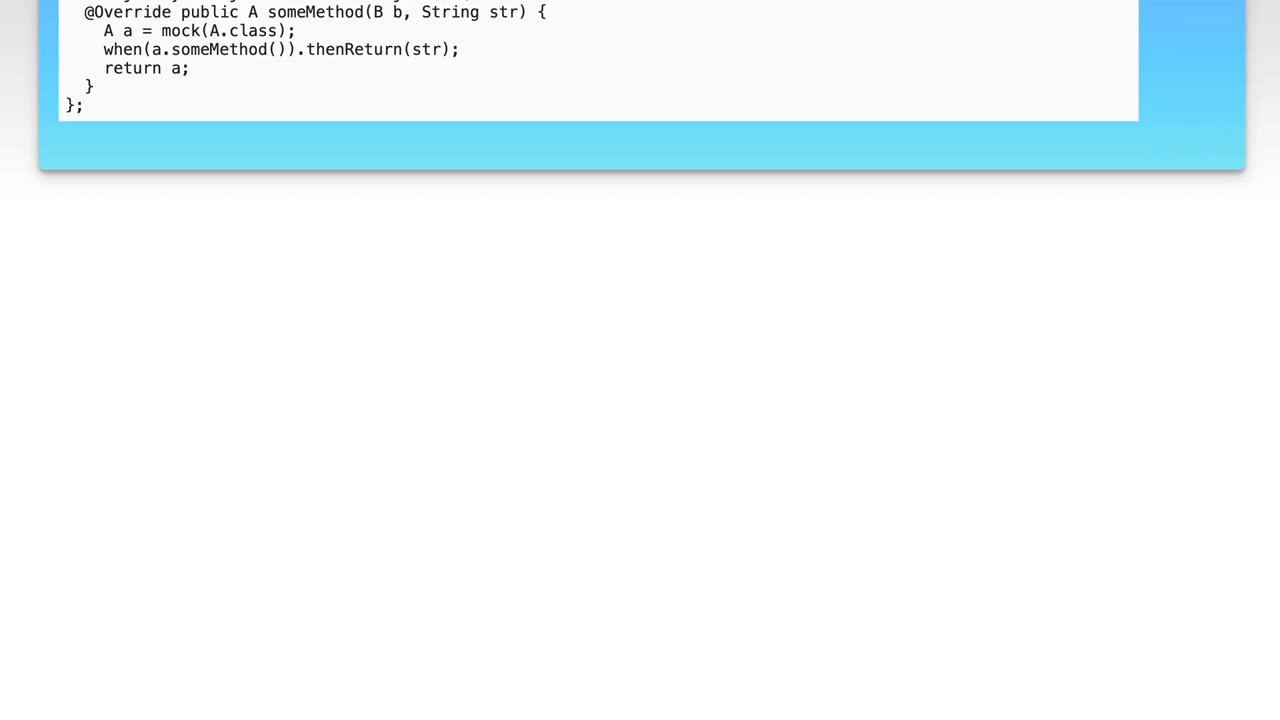 @Override public A someMethod(B b, String str) {
A a = mock(A.class);
when(a.someMethod()).thenReturn(str);
return a;
}
};